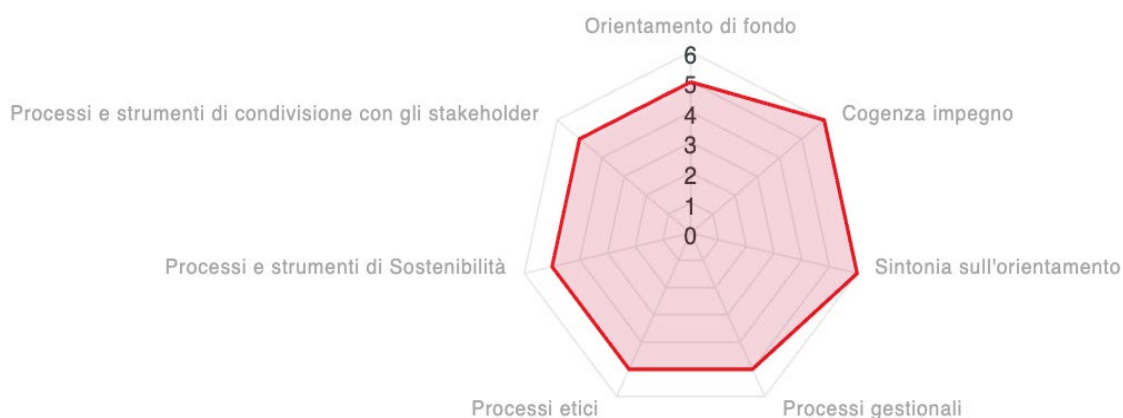 Orientamento di fondo
6
Processi e strumenti di condivisione con gli stakeholder
5
Cogenza impegno
4
3
2
1
0
Processi e strumenti di Sostenibilità
Sintonia sull'orientamento
Processi etici
Processi gestionali